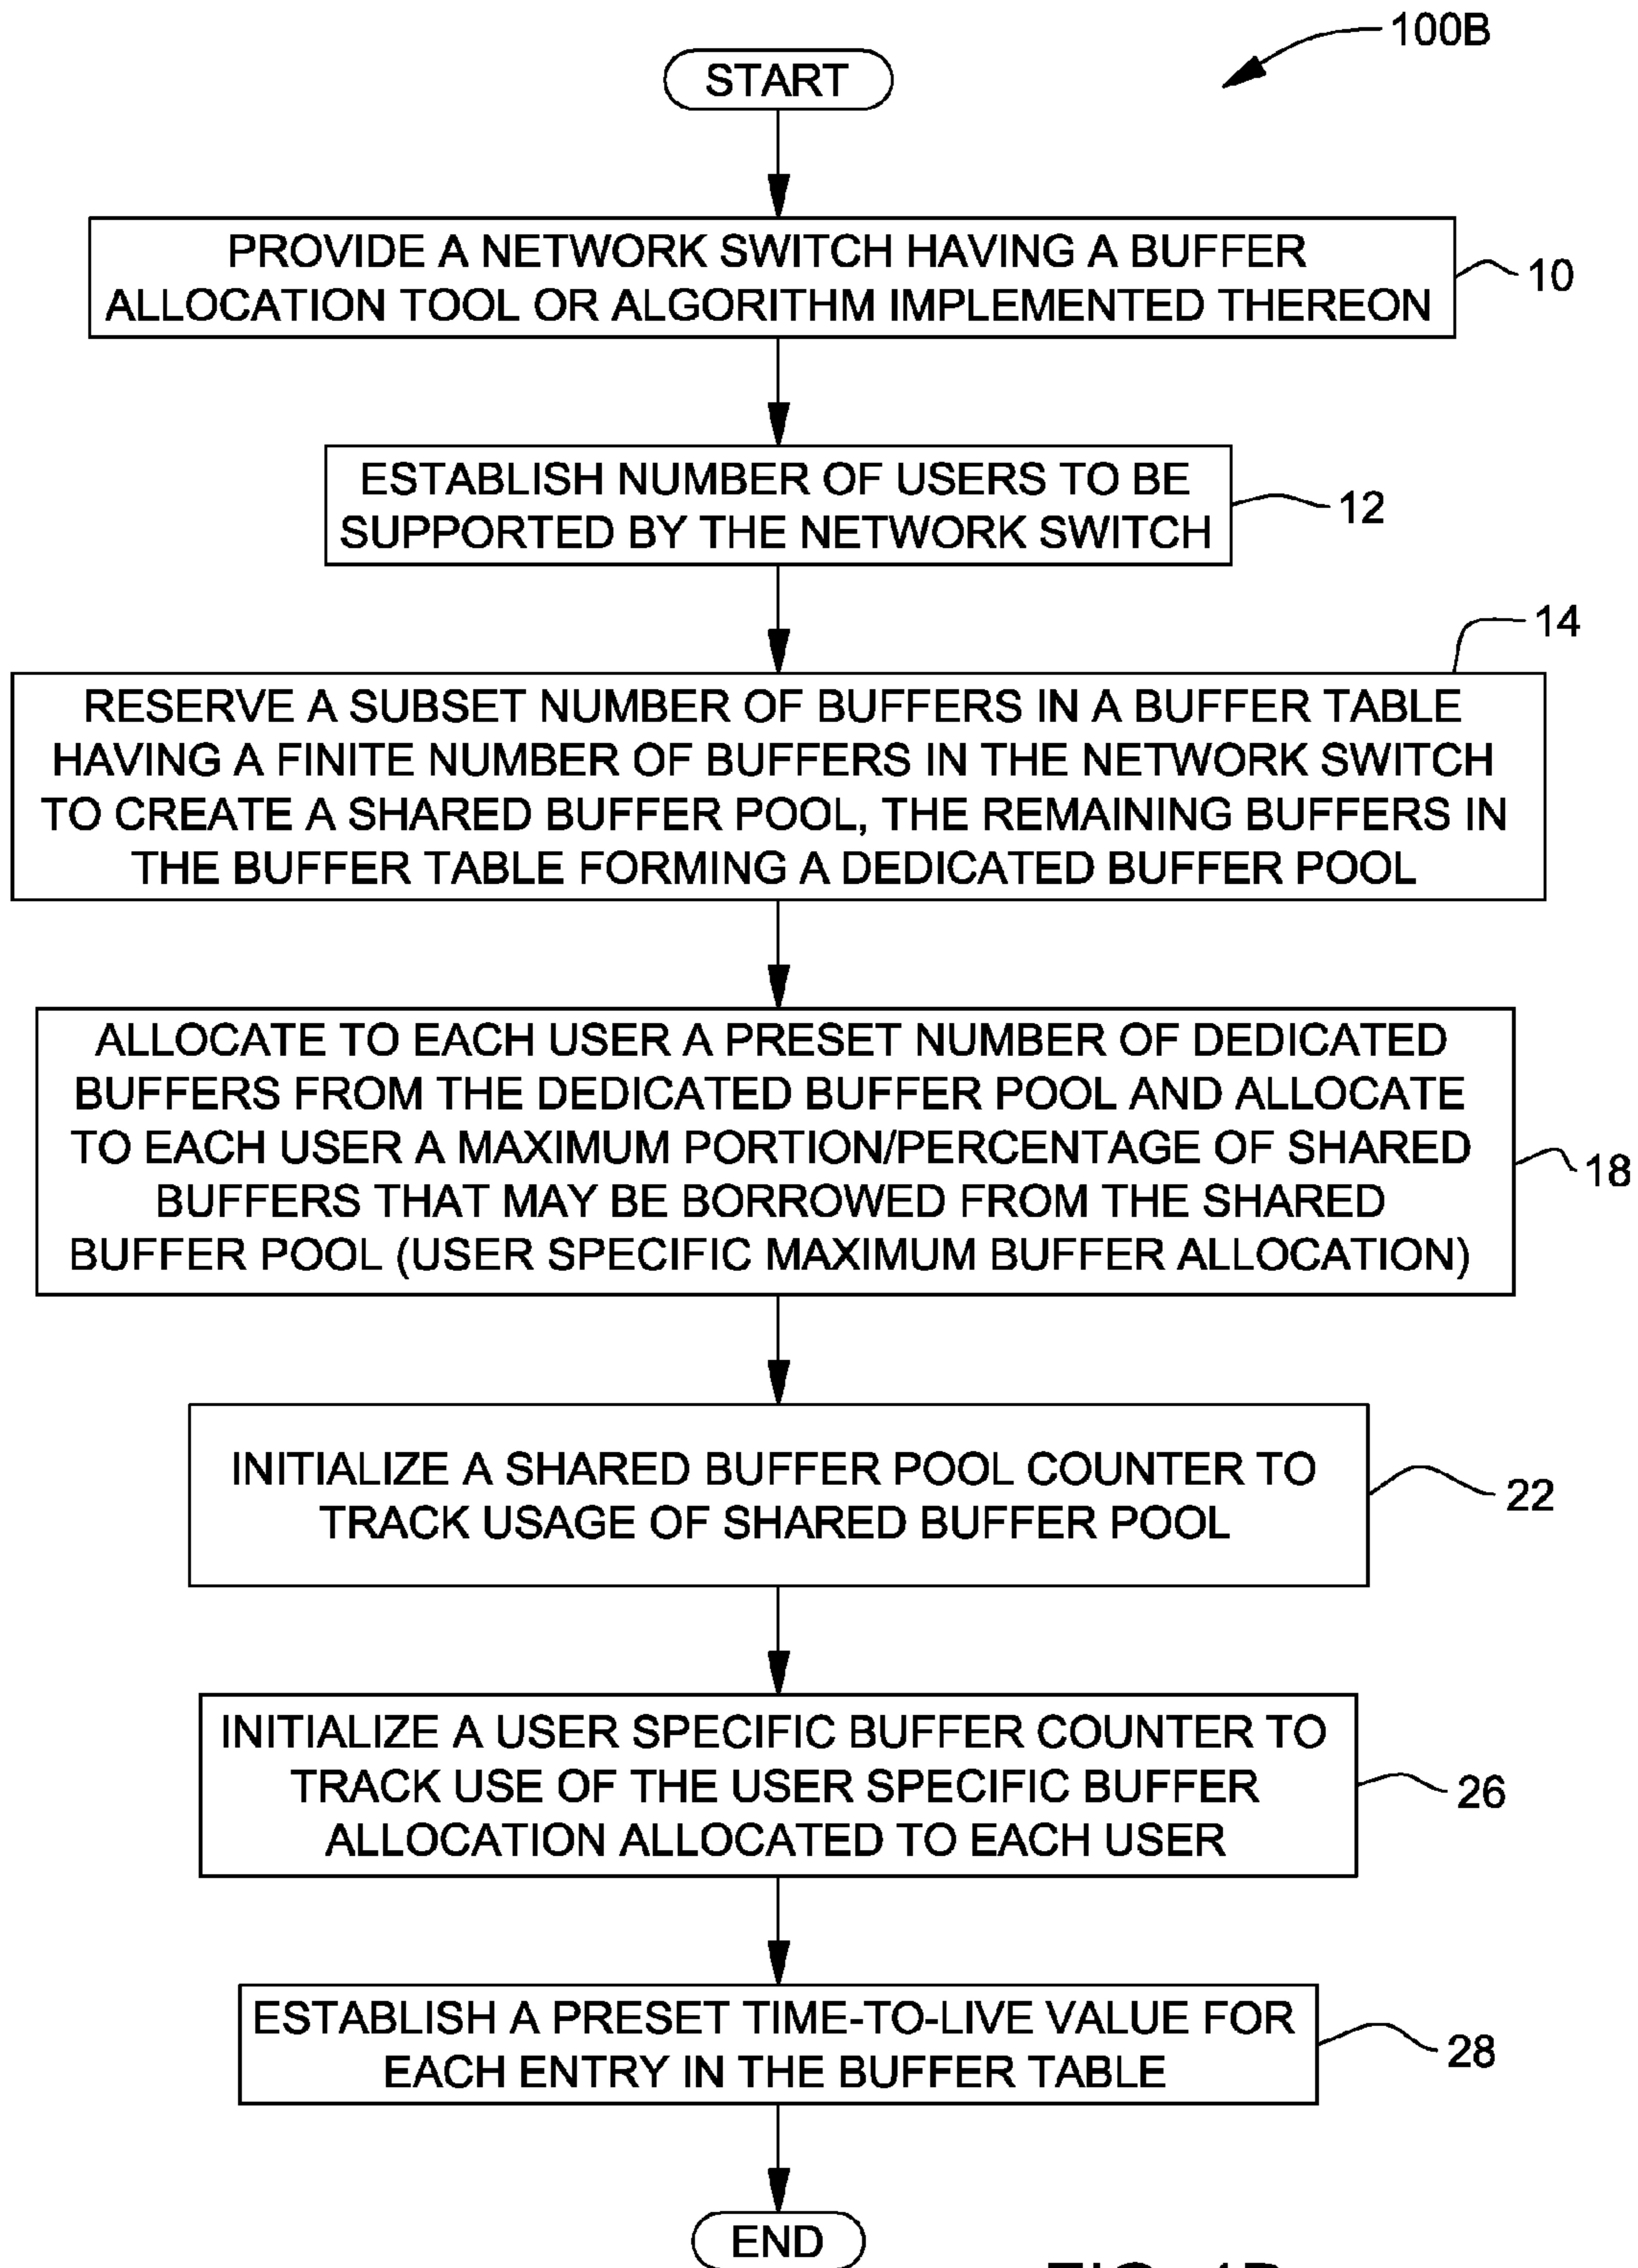 100B
START
PROVIDE A NETWORK SWITCH HAVING A BUFFER
ALLOCATION TOOL OR ALGORITHM IMPLEMENTED THEREON
10
ESTABLISH NUMBER OF USERS TO BE
SUPPORTED BY THE NETWORK SWITCH
12
14
RESERVE A SUBSET NUMBER OF BUFFERS IN A BUFFER TABLE
HAVING A FINITE NUMBER OF BUFFERS IN THE NETWORK SWITCH
TO CREATE A SHARED BUFFER POOL, THE REMAINING BUFFERS IN
THE BUFFER TABLE FORMING A DEDICATED BUFFER POOL
ALLOCATE TO EACH USER A PRESET NUMBER OF DEDICATED
BUFFERS FROM THE DEDICATED BUFFER POOL AND ALLOCATE
TO EACH USER A MAXIMUM PORTION/PERCENTAGE OF SHARED
BUFFERS THAT MAY BE BORROWED FROM THE SHARED
BUFFER POOL (USER SPECIFIC MAXIMUM BUFFER ALLOCATION)
18
INITIALIZE A SHARED BUFFER POOL COUNTER TO
TRACK USAGE OF SHARED BUFFER POOL
22
INITIALIZE A USER SPECIFIC BUFFER COUNTER TO
TRACK USE OF THE USER SPECIFIC BUFFER
ALLOCATION ALLOCATED TO EACH USER
26
ESTABLISH A PRESET TIME-TO-LIVE VALUE FOR
EACH ENTRY IN THE BUFFER TABLE
28
END